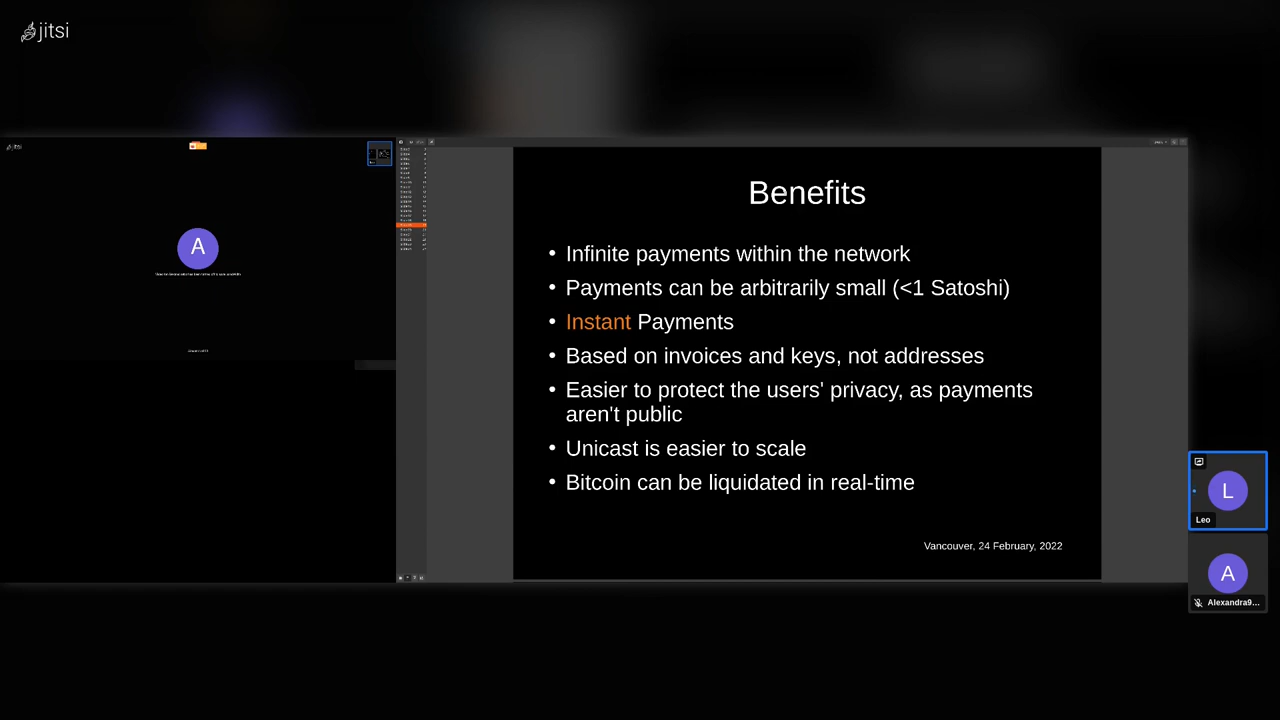 jitsi
jitsi
A
Benefits
• Infinite payments within the network
• Payments can be arbitrarily small (<1 Satoshi)
• Instant Payments
• Based on invoices and keys, not addresses
• Easier to protect the users' privacy, as payments
aren't public
• Unicast is easier to scale
• Bitcoin can be liquidated in real-time
Vancouver, 24 February, 2022
L
Leo
A
Alexandra9...